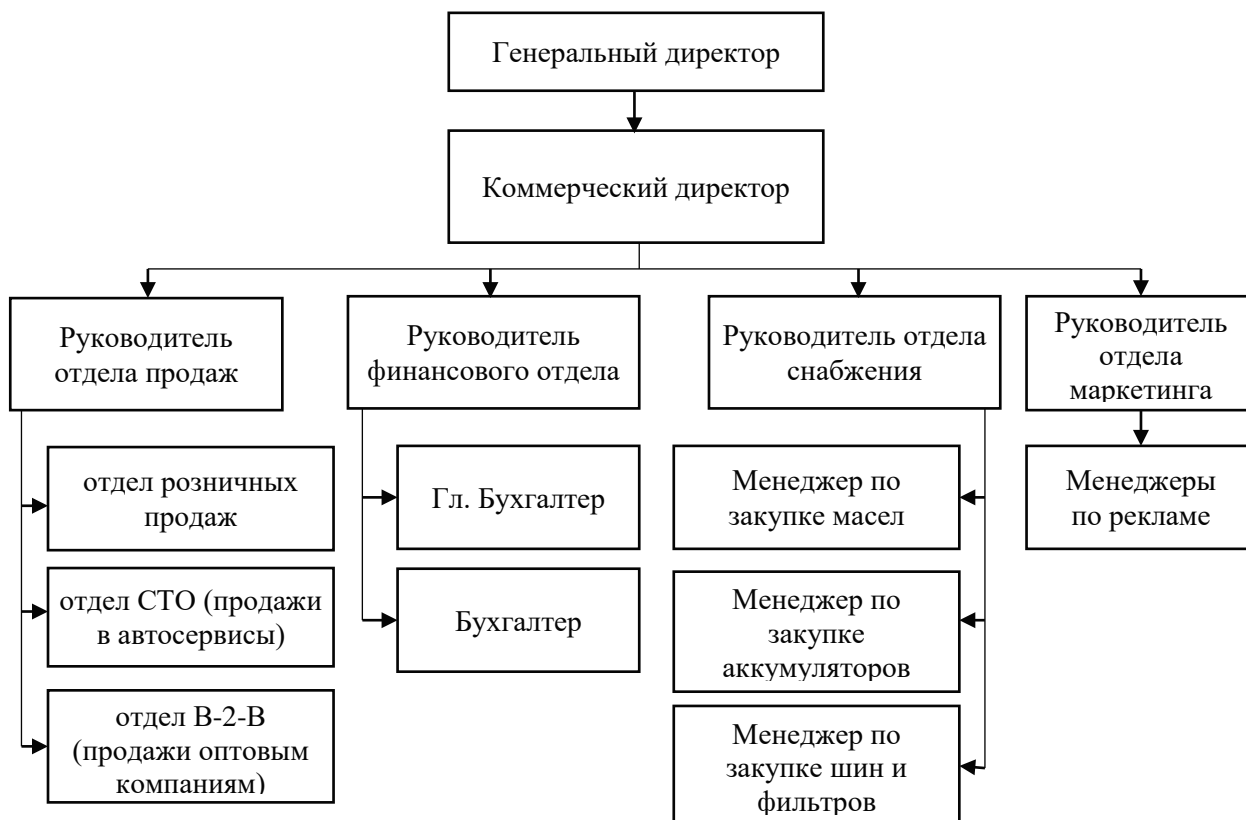 Генеральный директор
Коммерческий директор
Руководитель
отдела продаж
Руководитель
финансового отдела
Руководитель отдела
снабжения
Руководитель
отдела
маркетинга
отдел розничных
продаж
Гл. Бухгалтер
Менеджер по
закупке масел
Менеджеры
по рекламе
отдел СТО (продажи
в автосервисы)
Бухгалтер
Менеджер по
закупке
аккумуляторов
отдел В-2-В
(продажи оптовым
компаниям)
Менеджер по
закупке шин и
фильтров